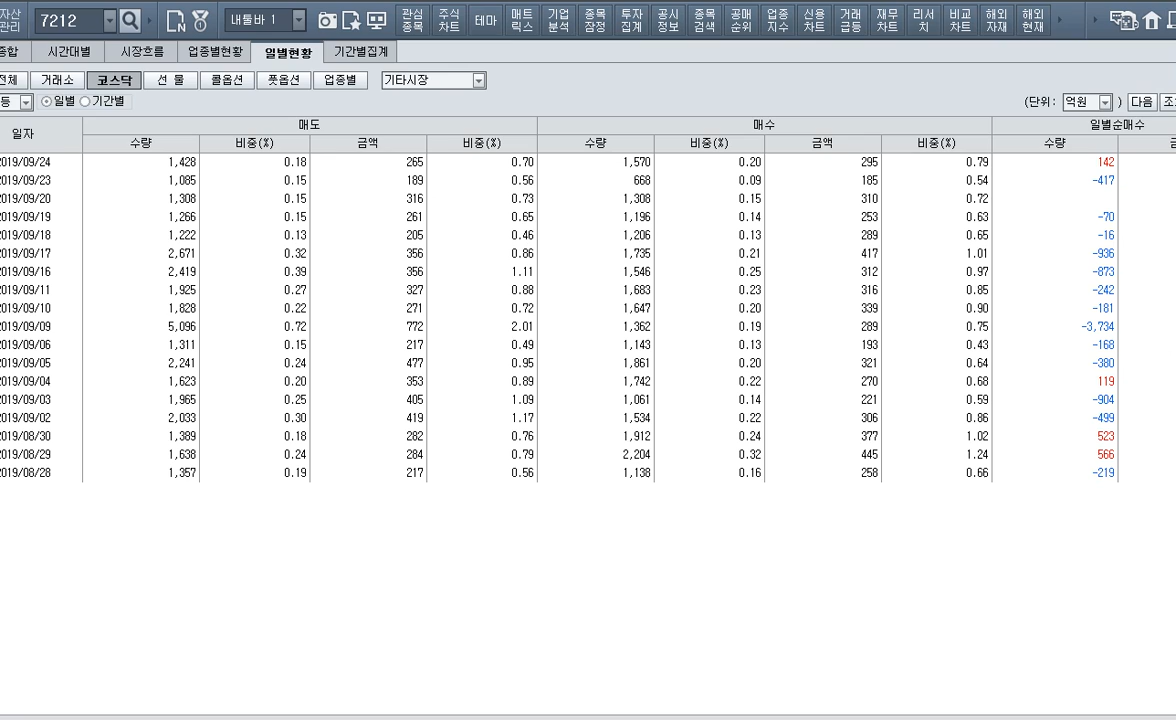 자산 관리 7212 내툴바 1 관심 종목 주식 차트 테마 매트 릭스 기업 분석 종목 잠정 투자 집계 공시 정보 종목 검색 공매 순위 업종 지수 신용 차트 거래 급등 재무 차트 리서 치 비교 차트 해외 자재 해외 현재
종합 시간대별 시장흐름 업종별현황 일별현황 기간별집계
전체 거래소 코스닥 선 물 콜옵션 풋옵션 업종별 기타시장
등 일별 기간별 (단위: 억원 ) 다음 조
일자 매도 매수 일별순매수
수량 비중(%) 금액 비중(%) 수량 비중(%) 금액 비중(%) 수량
2019/09/24 1,428 0.18 265 0.70 1,570 0.20 295 0.79 142
2019/09/23 1,085 0.15 189 0.56 668 0.09 185 0.54 -417
2019/09/20 1,308 0.15 316 0.73 1,308 0.15 310 0.72
2019/09/19 1,266 0.15 261 0.65 1,196 0.14 253 0.63 -70
2019/09/18 1,222 0.13 205 0.46 1,206 0.13 289 0.65 -16
2019/09/17 2,671 0.32 356 0.86 1,735 0.21 417 1.01 -936
2019/09/16 2,419 0.39 356 1.11 1,546 0.25 312 0.97 -873
2019/09/11 1,925 0.27 327 0.88 1,683 0.23 316 0.85 -242
2019/09/10 1,828 0.22 271 0.72 1,647 0.20 339 0.90 -181
2019/09/09 5,096 0.72 772 2.01 1,362 0.19 289 0.75 -3,734
2019/09/06 1,311 0.15 217 0.49 1,143 0.13 193 0.43 -168
2019/09/05 2,241 0.24 477 0.95 1,861 0.20 321 0.64 -380
2019/09/04 1,623 0.20 353 0.89 1,742 0.22 270 0.68 119
2019/09/03 1,965 0.25 405 1.09 1,061 0.14 221 0.59 -904
2019/09/02 2,033 0.30 419 1.17 1,534 0.22 306 0.86 -499
2019/08/30 1,389 0.18 282 0.76 1,912 0.24 377 1.02 523
2019/08/29 1,638 0.24 284 0.79 2,204 0.32 445 1.24 566
2019/08/28 1,357 0.19 217 0.56 1,138 0.16 258 0.66 -219